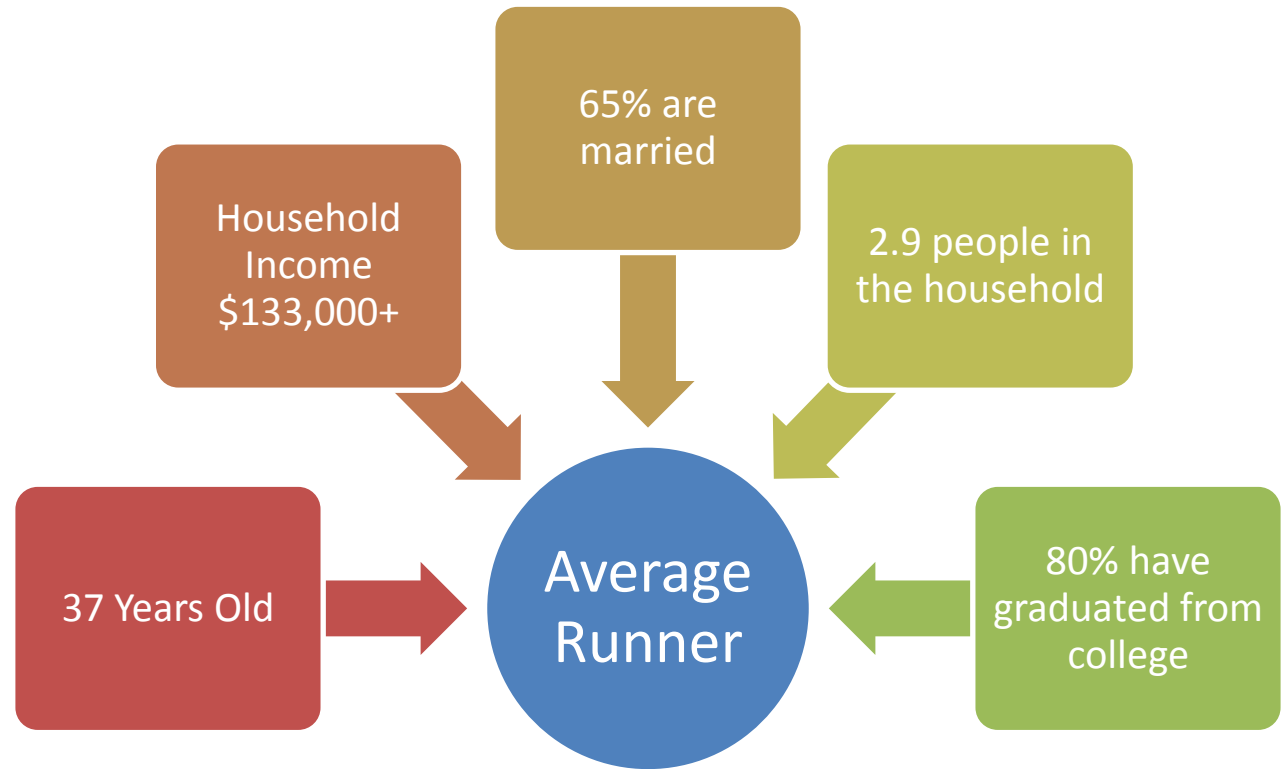 65% are
married
Household
Income
$133,000+
2.9 people in
the household
37 Years Old
Average
Runner
80% have
graduated from
college